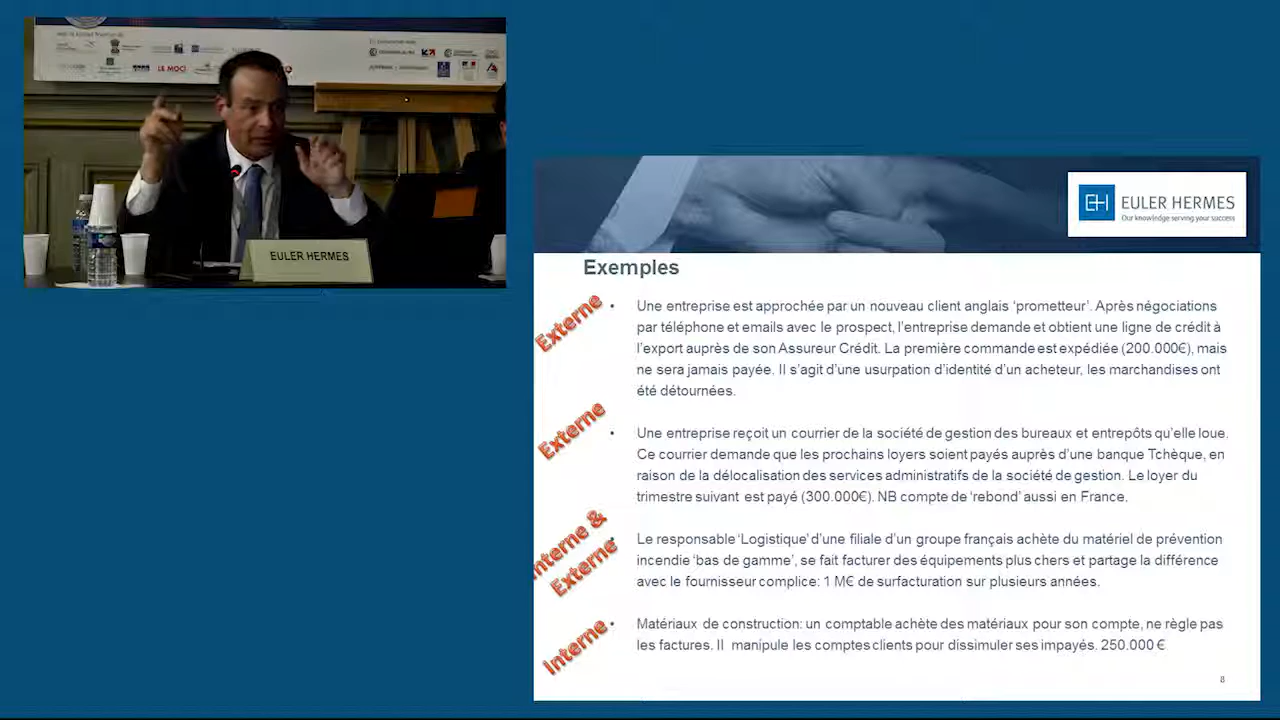 LE MOCI
EULER HERMES
EULER HERMES
Our knowledge serving your success
Exemples
Externe
• Une entreprise est approchée par un nouveau client anglais ‘prometteur’. Après négociations
par téléphone et emails avec le prospect, l’entreprise demande et obtient une ligne de crédit à
l’export auprès de son Assureur Crédit. La première commande est expédiée (200.000€), mais
ne sera jamais payée. Il s’agit d’une usurpation d’identité d’un acheteur, les marchandises ont
été détournées.
Externe
• Une entreprise reçoit un courrier de la société de gestion des bureaux et entrepôts qu’elle loue.
Ce courrier demande que les prochains loyers soient payés auprès d’une banque Tchèque, en
raison de la délocalisation des services administratifs de la société de gestion. Le loyer du
trimestre suivant est payé (300.000€). NB compte de ‘rebond’ aussi en France.
Interne &
Externe
• Le responsable ‘Logistique’ d’une filiale d’un groupe français achète du matériel de prévention
incendie ‘bas de gamme’, se fait facturer des équipements plus chers et partage la différence
avec le fournisseur complice: 1 M€ de surfacturation sur plusieurs années.
Interne
• Matériaux de construction: un comptable achète des matériaux pour son compte, ne règle pas
les factures. Il manipule les comptes clients pour dissimuler ses impayés. 250.000 €
8